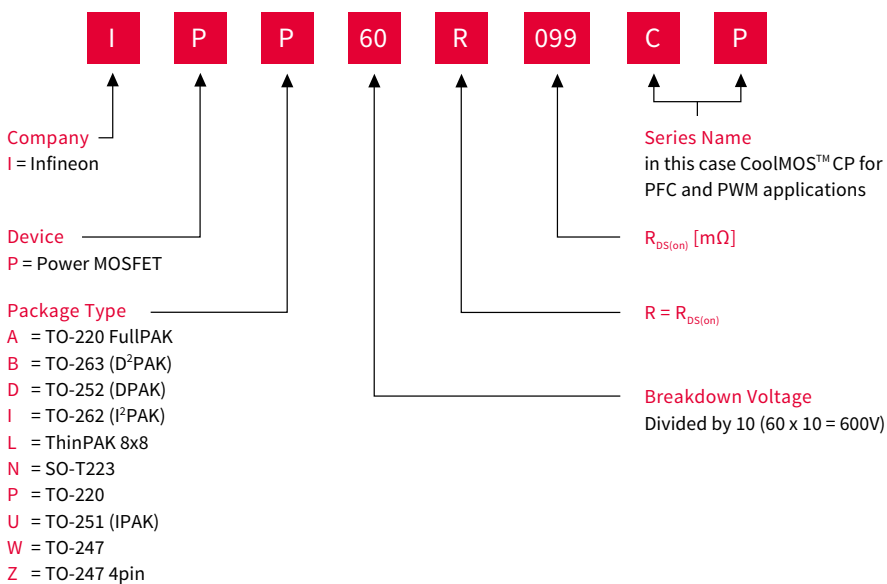 I P P 60 R 099 C P
Company
I = Infineon
Device
P = Power MOSFET
Package Type
A = TO-220 FullPAK
B = TO-263 (D²PAK)
D = TO-252 (DPAK)
I = TO-262 (I²PAK)
L = ThinPAK 8x8
N = SO-T223
P = TO-220
U = TO-251 (IPAK)
W = TO-247
Z = TO-247 4pin
Series Name
in this case CoolMOS™ CP for
PFC and PWM applications
RDS(on) [mΩ]
R = RDS(on)
Breakdown Voltage
Divided by 10 (60 x 10 = 600V)